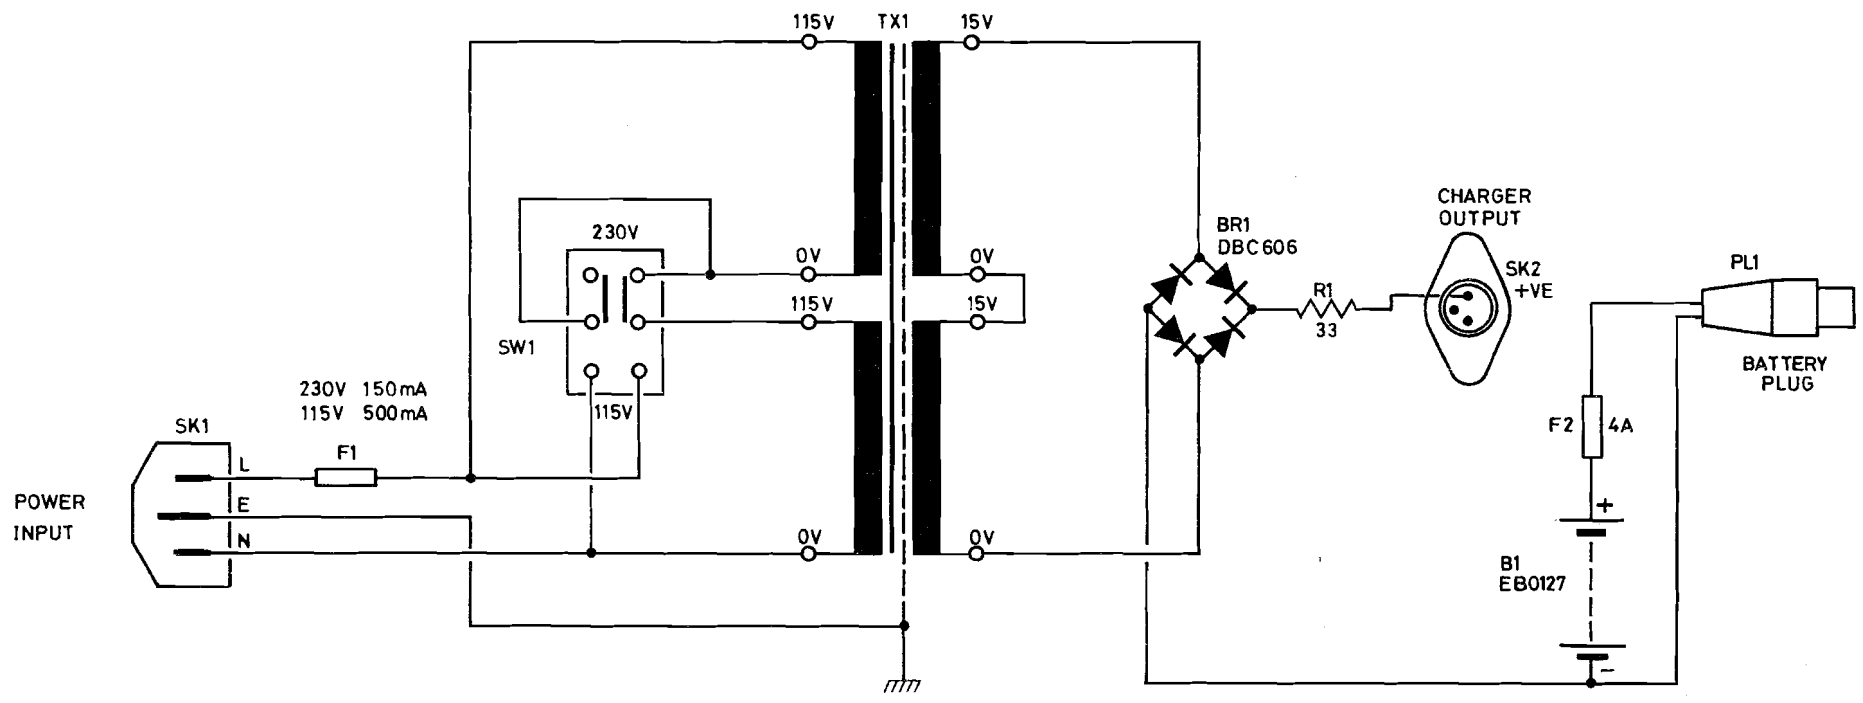 115V
TX1
15V
230V
0V
0V
115V
15V
SW1
115V
230V 150mA
115V 500mA
SK1
F1
L
E
N
POWER
INPUT
0V
0V
BR1
DBC606
R1
33
CHARGER
OUTPUT
SK2
+VE
PL1
BATTERY
PLUG
F2
4A
+
B1
EB0127
-